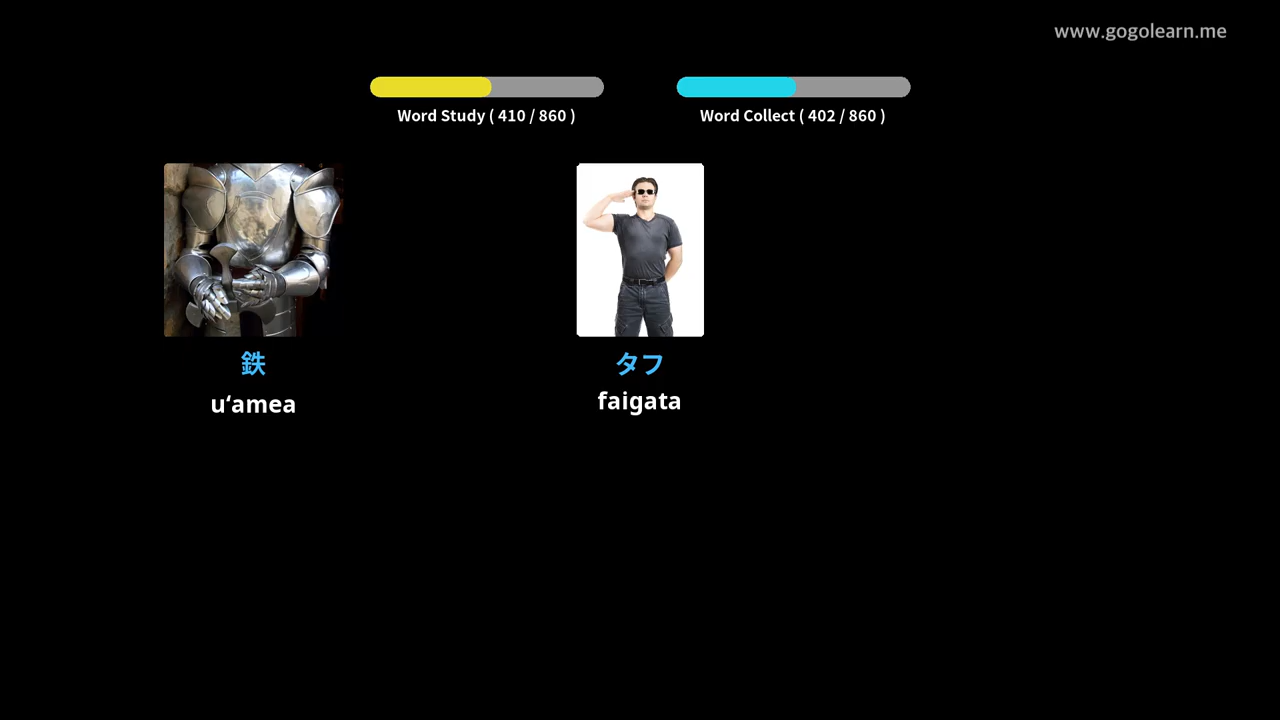 www.gogolearn.me
Word Study ( 410 / 860 )
Word Collect ( 402 / 860 )
鉄
uʻamea
タフ
faigata